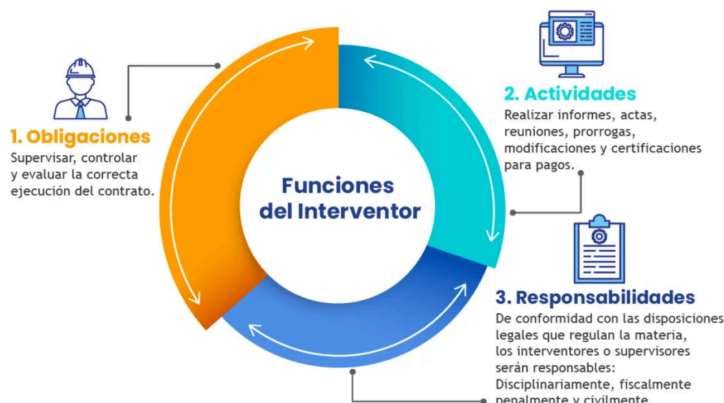 Funciones
del Interventor
1. Obligaciones
Supervisar, controlar
y evaluar la correcta
ejecución del contrato.
2. Actividades
Realizar informes, actas,
reuniones, prorrogas,
modificaciones y certificaciones
para pagos.
3. Responsabilidades
De conformidad con las disposiciones
legales que regulan la materia,
los interventores o supervisores
serán responsables:
Disciplinariamente, fiscalmente
penalmente y civilmente.